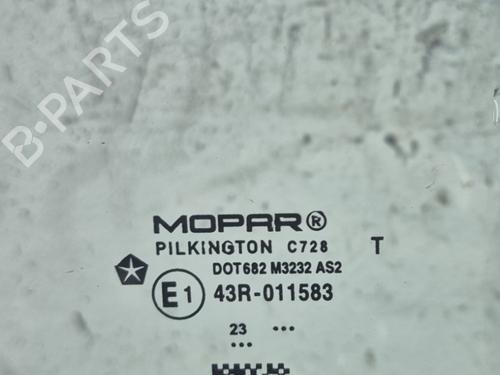 B-PARTS
MOPAR®
PILKINGTON C728 T
DOT682 M3232 AS2
E1 43R-011583
23 ...
...